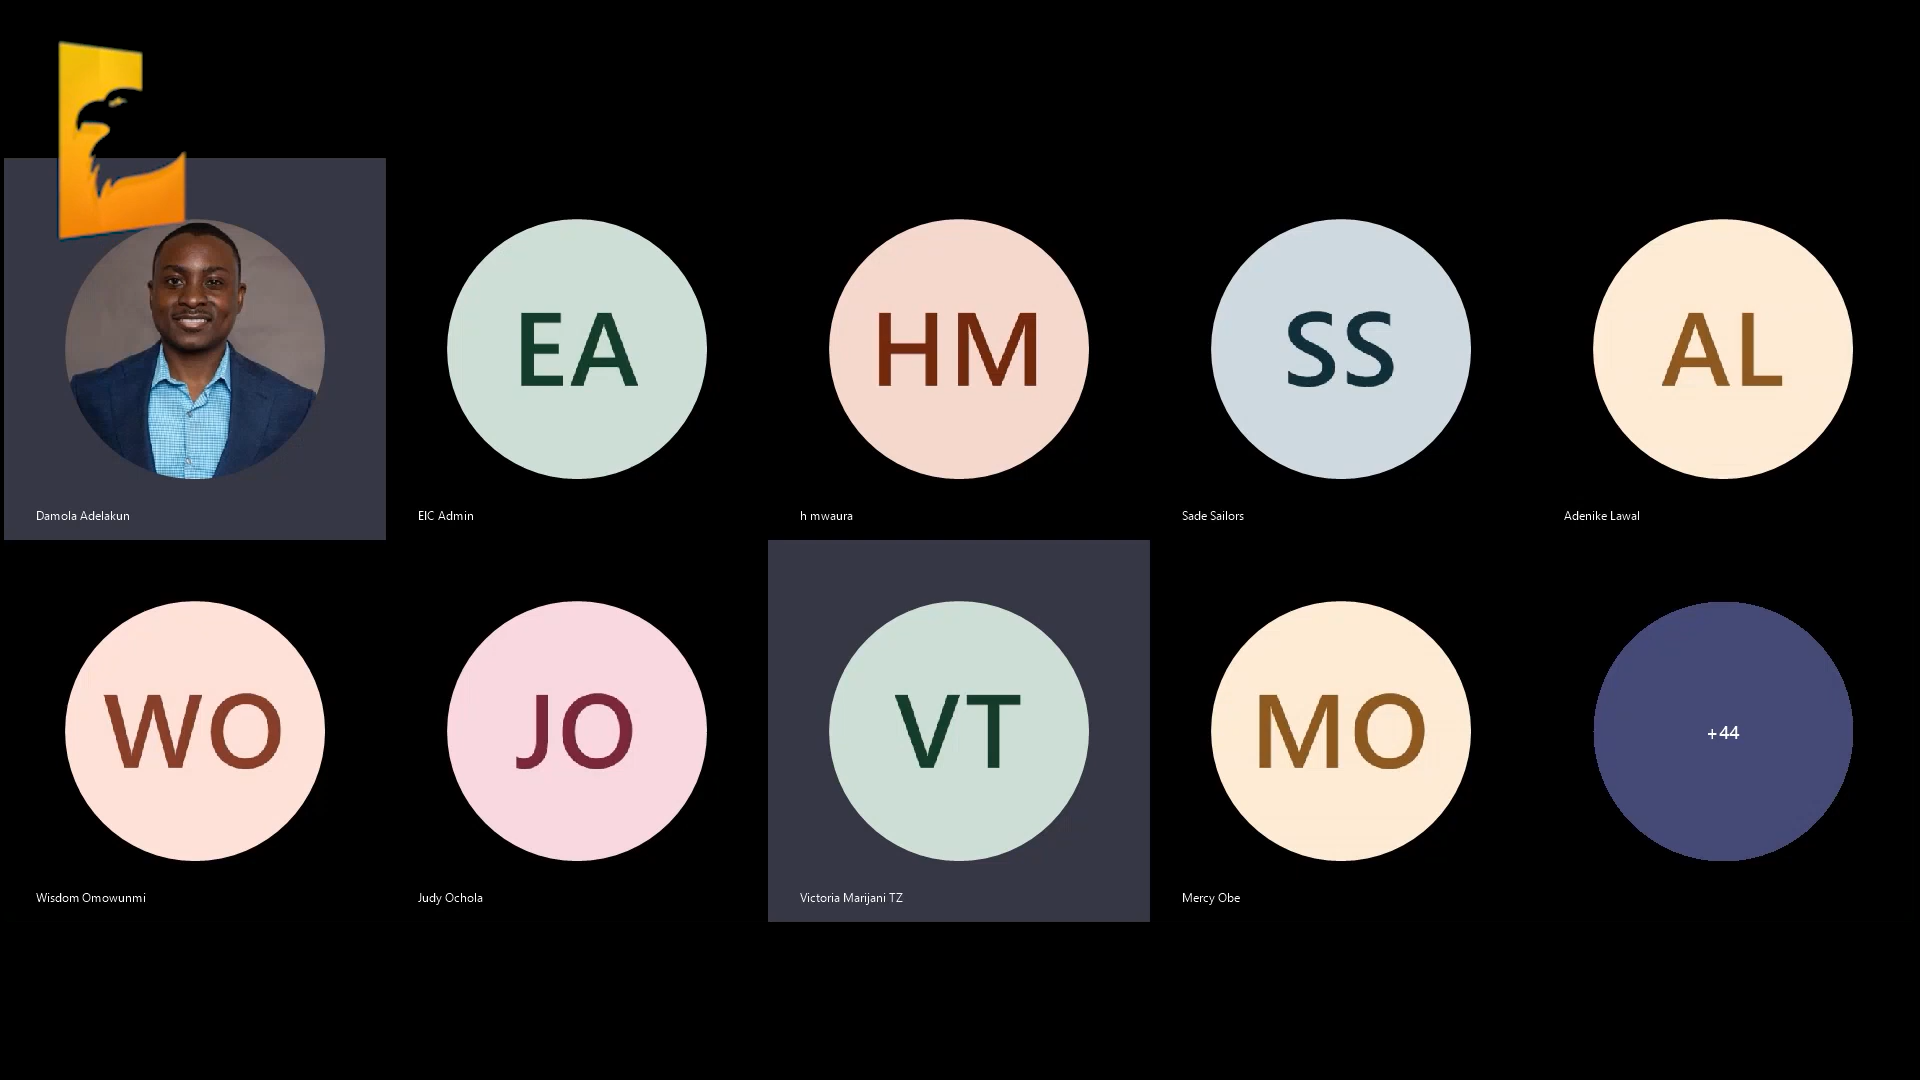 E
Damola Adelakun
EA
EIC Admin
HM
h mwaura
SS
Sade Sailors
AL
Adenike Lawal
WO
Wisdom Omowunmi
JO
Judy Ochola
VT
Victoria Marijani TZ
MO
Mercy Obe
+44